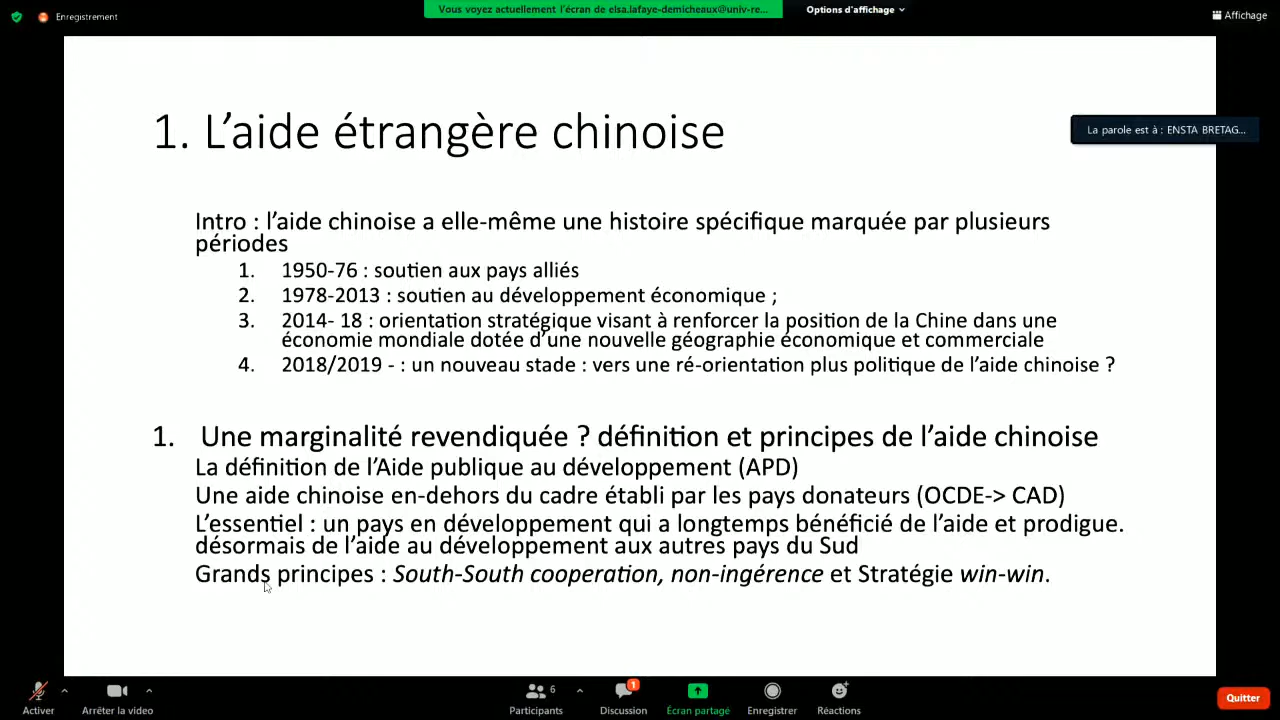 Enregistrement
Vous voyez actuellement l'écran de elsa.lafaye-demicheaux@univ-re...
Options d'affichage
Affichage
1. L'aide étrangère chinoise
La parole est à : ENSTA BRETAG...
Intro : l'aide chinoise a elle-même une histoire spécifique marquée par plusieurs
périodes
1. 1950-76 : soutien aux pays alliés
2. 1978-2013 : soutien au développement économique ;
3. 2014- 18 : orientation stratégique visant à renforcer la position de la Chine dans une
économie mondiale dotée d'une nouvelle géographie économique et commerciale
4. 2018/2019 - : un nouveau stade : vers une ré-orientation plus politique de l'aide chinoise ?
1. Une marginalité revendiquée ? définition et principes de l'aide chinoise
La définition de l'Aide publique au développement (APD)
Une aide chinoise en-dehors du cadre établi par les pays donateurs (OCDE-> CAD)
L'essentiel : un pays en développement qui a longtemps bénéficié de l'aide et prodigue.
désormais de l'aide au développement aux autres pays du Sud
Grands principes : South-South cooperation, non-ingérence et Stratégie win-win.
Activer
Arrêter la vidéo
6
Participants
1
Discussion
Écran partagé
Enregistrer
Réactions
Quitter